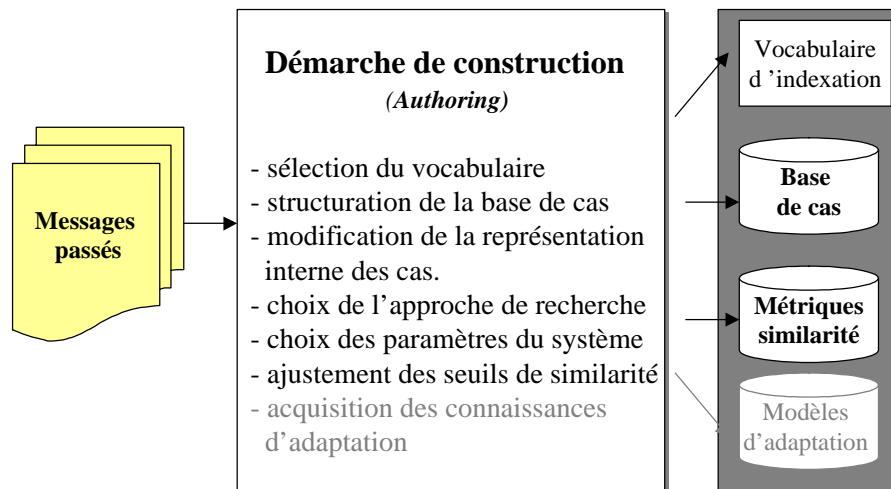 Messages
passés
Démarche de construction
(Authoring)
- sélection du vocabulaire
- structuration de la base de cas
- modification de la représentation
interne des cas.
- choix de l’approche de recherche
- choix des paramètres du système
- ajustement des seuils de similarité
- acquisition des connaissances
d’adaptation
Vocabulaire
d ’indexation
Base
de cas
Métriques
similarité
Modèles
d’adaptation